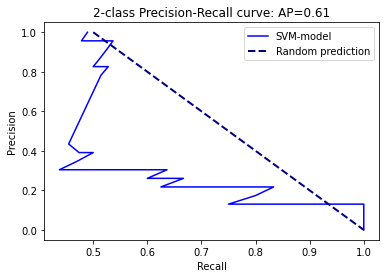 2-class Precision-Recall curve: AP=0.61
SVM-model
Random prediction
Precision
1.0
0.8
0.6
0.4
0.2
0.0
0.5 0.6 0.7 0.8 0.9 1.0
Recall